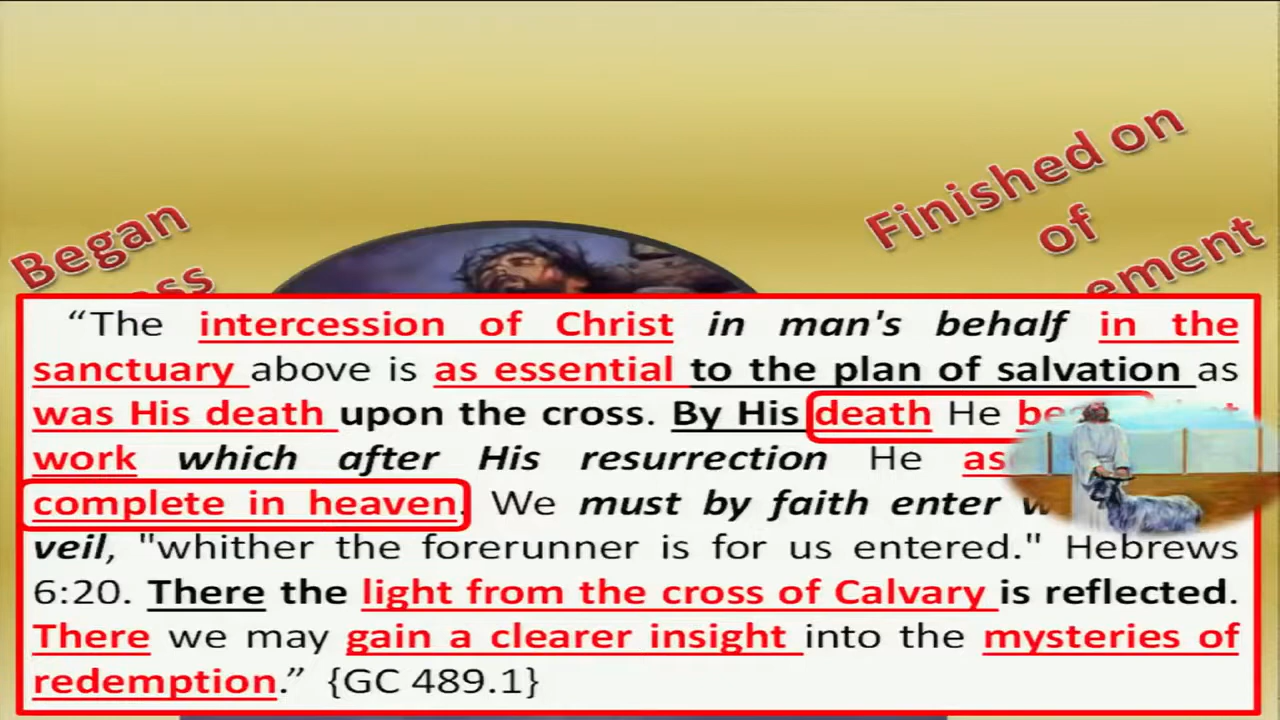 Began
Finished on
of
“The intercession of Christ in man's behalf in the
sanctuary above is as essential to the plan of salvation as
was His death upon the cross. By His death He
work which after His resurrection He
complete in heaven. We must by faith enter
veil, "whither the forerunner is for us entered." Hebrews
6:20. There the light from the cross of Calvary is reflected.
There we may gain a clearer insight into the mysteries of
redemption.” {GC 489.1}